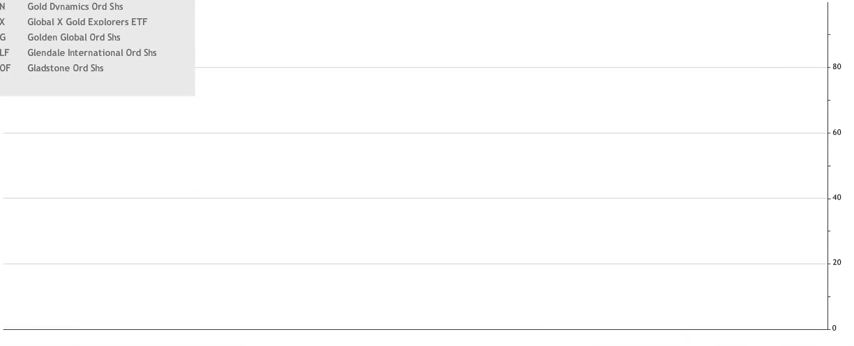 N Gold Dynamics Ord Shs
X Global X Gold Explorers ETF
G Golden Global Ord Shs
LF Glendale International Ord Shs
OF Gladstone Ord Shs
80
60
40
20
0